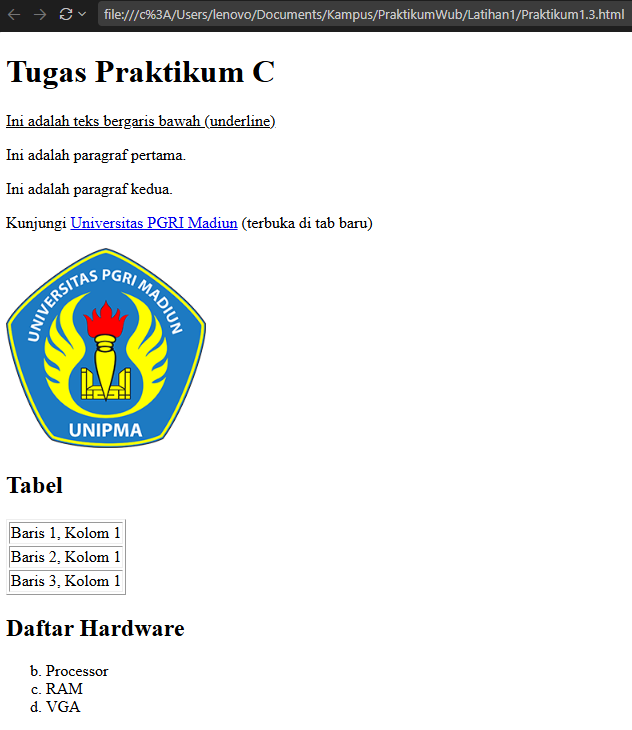 file:///c%3A/Users/lenovo/Documents/Kampus/PraktikumWub/Latihan1/Praktikum1.3.html
Tugas Praktikum C
Ini adalah teks bergaris bawah (underline)
Ini adalah paragraf pertama.
Ini adalah paragraf kedua.
Kunjungi Universitas PGRI Madiun (terbuka di tab baru)
UNIVERSITAS PGRI MADIUN
UNIPMA
Tabel
Baris 1, Kolom 1
Baris 2, Kolom 1
Baris 3, Kolom 1
Daftar Hardware
b. Processor
c. RAM
d. VGA